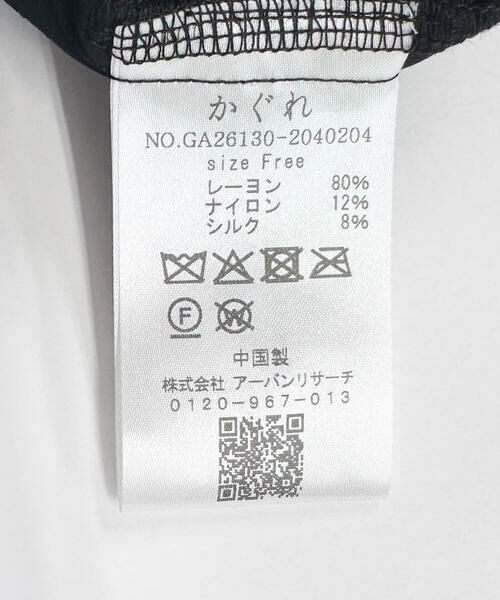 かぐれ
NO.GA26130-2040204
size Free
レーヨン 80%
ナイロン 12%
シルク 8%
F W
中国製
株式会社 アーバンリサーチ
0120-967-013